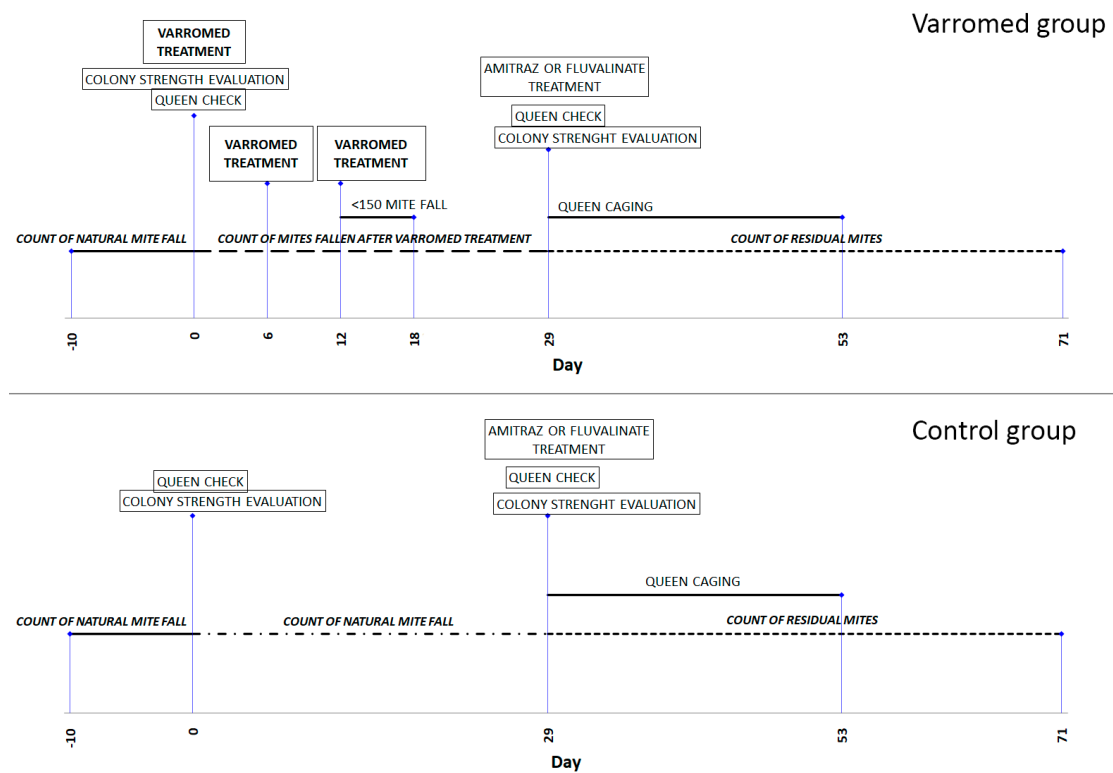 Varromed group
VARROMED
TREATMENT
COLONY STRENGTH EVALUATION
QUEEN CHECK
AMITRAZ OR FLUVALINATE
TREATMENT
QUEEN CHECK
COLONY STRENGHT EVALUATION
VARROMED
TREATMENT
VARROMED
TREATMENT
<150 MITE FALL
QUEEN CAGING
COUNT OF NATURAL MITE FALL
COUNT OF MITES FALLEN AFTER VARROMED TREATMENT
COUNT OF RESIDUAL MITES
-10
0
6
12
18
29
53
71
Day
Control group
AMITRAZ OR FLUVALINATE
TREATMENT
QUEEN CHECK
COLONY STRENGTH EVALUATION
QUEEN CHECK
COLONY STRENGHT EVALUATION
QUEEN CAGING
COUNT OF NATURAL MITE FALL
COUNT OF NATURAL MITE FALL
COUNT OF RESIDUAL MITES
-10
0
29
53
71
Day